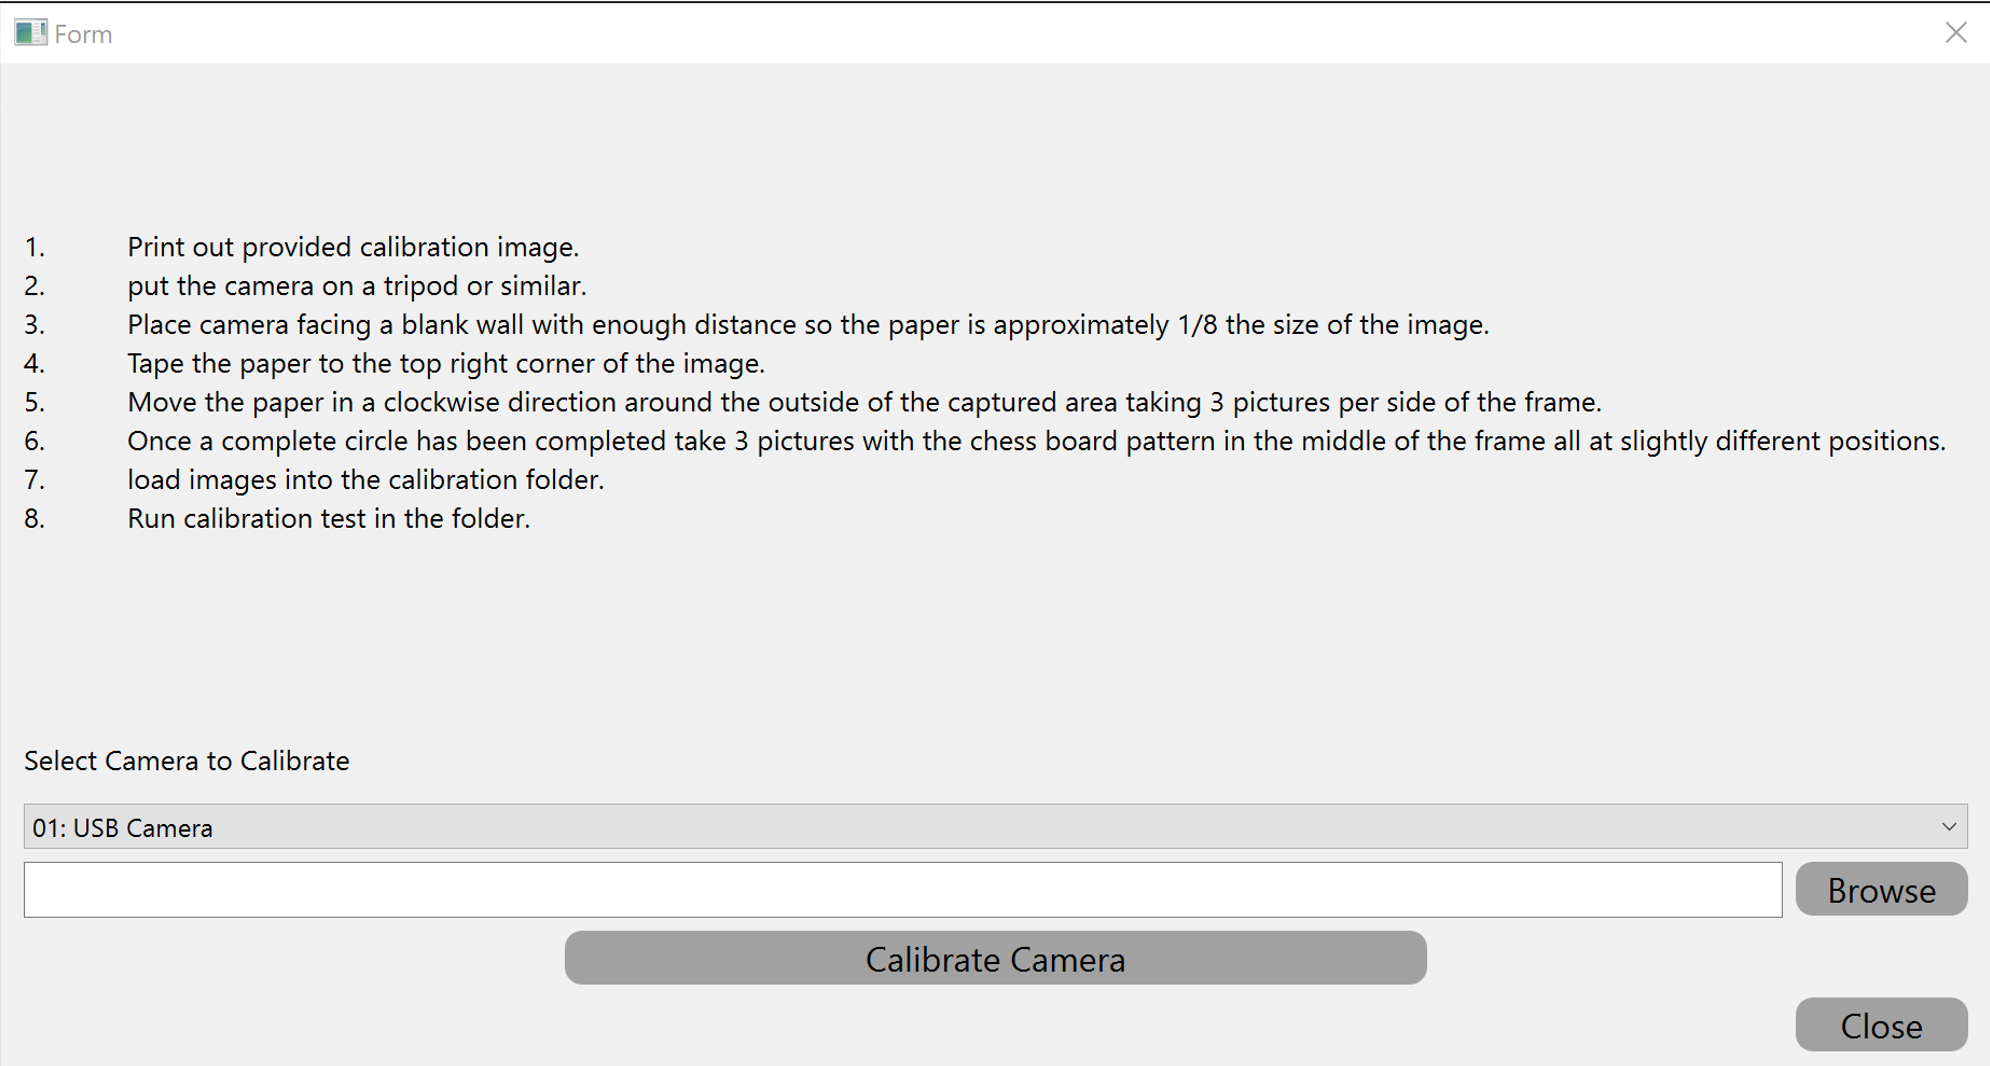 Form
1. Print out provided calibration image.
2. put the camera on a tripod or similar.
3. Place camera facing a blank wall with enough distance so the paper is approximately 1/8 the size of the image.
4. Tape the paper to the top right corner of the image.
5. Move the paper in a clockwise direction around the outside of the captured area taking 3 pictures per side of the frame.
6. Once a complete circle has been completed take 3 pictures with the chess board pattern in the middle of the frame all at slightly different positions.
7. load images into the calibration folder.
8. Run calibration test in the folder.
Select Camera to Calibrate
01: USB Camera
Browse
Calibrate Camera
Close